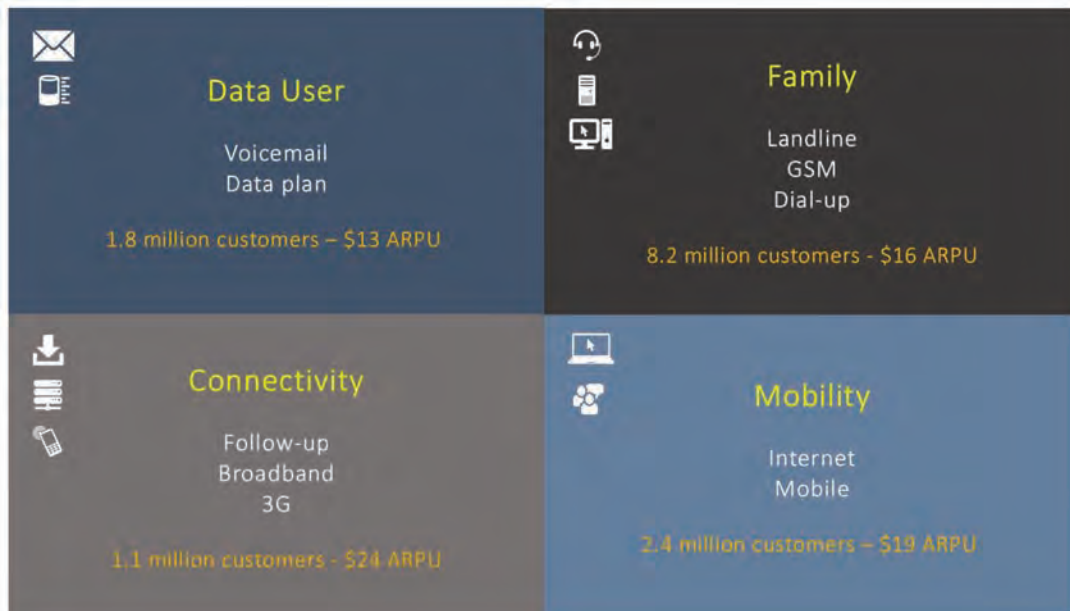 Data User
Voicemail
Data plan
1.8 million customers – $13 ARPU
Family
Landline
GSM
Dial-up
8.2 million customers - $16 ARPU
Connectivity
Follow-up
Broadband
3G
1.1 million customers - $24 ARPU
Mobility
Internet
Mobile
2.4 million customers – $19 ARPU